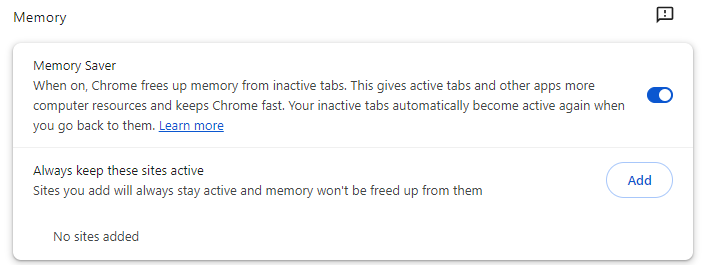 Memory
Memory Saver
When on, Chrome frees up memory from inactive tabs. This gives active tabs and other apps more
computer resources and keeps Chrome fast. Your inactive tabs automatically become active again when
you go back to them. Learn more
Always keep these sites active
Sites you add will always stay active and memory won't be freed up from them
Add
No sites added